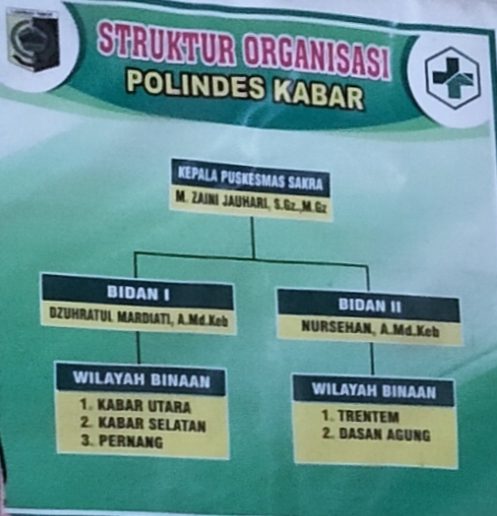 STRUKTUR ORGANISASI
POLINDES KABAR
KEPALA PUSKESMAS SAKRA
M. ZAINI JAUHARI, S.Gz.,M.Gz
BIDAN I
DZUHRATUL MARDIATI, A.Md.Keb
WILAYAH BINAAN
1. KABAR UTARA
2. KABAR SELATAN
3. PERNANG
BIDAN II
NURSEHAN, A.Md.Keb
WILAYAH BINAAN
1. TRENTEM
2. DASAN AGUNG